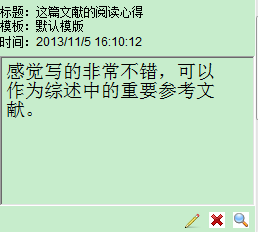 标题：这篇文献的阅读心得
模板：默认模版
时间：2013/11/5 16:10:12
感觉写的非常不错，可以
作为综述中的重要参考文
献。